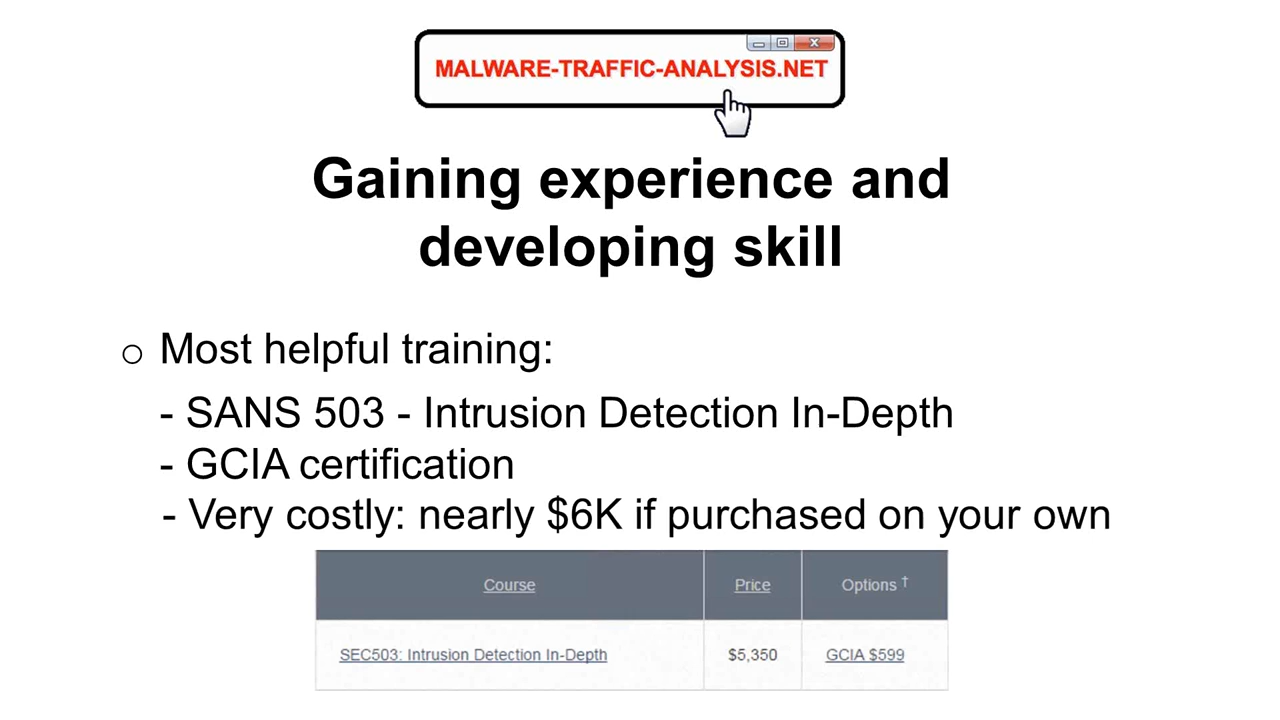 MALWARE-TRAFFIC-ANALYSIS.NET
Gaining experience and
developing skill
o Most helpful training:
- SANS 503 - Intrusion Detection In-Depth
- GCIA certification
- Very costly: nearly $6K if purchased on your own
Course Price Options †
SEC503: Intrusion Detection In-Depth $5,350 GCIA $599